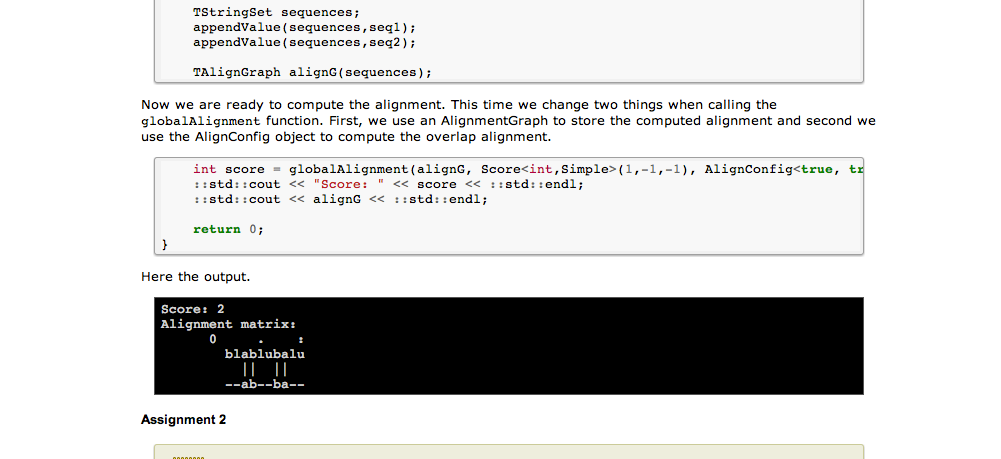 TStringSet sequences;
appendValue(sequences,seq1);
appendValue(sequences,seq2);
TAlignGraph alignG(sequences);
Now we are ready to compute the alignment. This time we change two things when calling the
globalAlignment function. First, we use an AlignmentGraph to store the computed alignment and second we
use the AlignConfig object to compute the overlap alignment.
int score = globalAlignment(alignG, Score<int,Simple>(1,-1,-1), AlignConfig<true, tr
::std::cout << "Score: " << score << ::std::endl;
::std::cout << alignG << ::std::endl;
return 0;
}
Here the output.
Score: 2
Alignment matrix:
0 . :
blablubalu
|| ||
--ab--ba--
Assignment 2